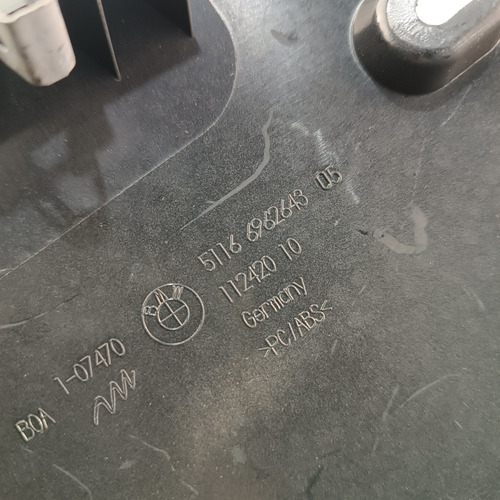 5116 6962643 05
112420 10
Germany
>PC/ABS<
BMW
BOA 1-07470